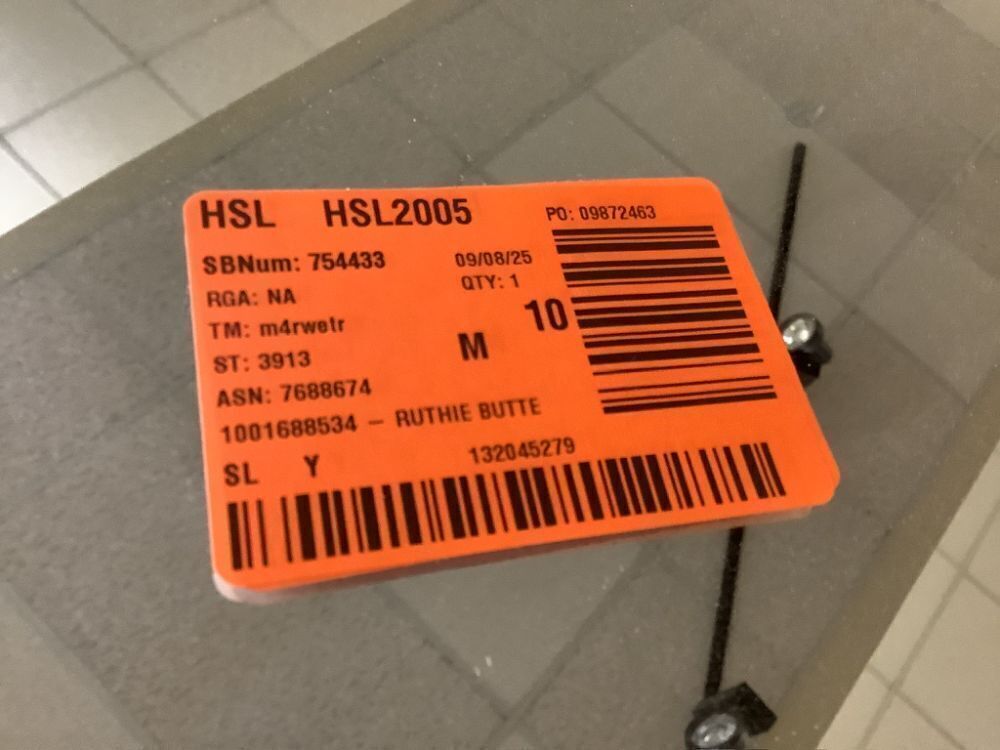 HSL HSL2005 PO: 09872463
SBNum: 754433 09/08/25
RGA: NA QTY: 1
TM: m4rwetr 10
ST: 3913 M
ASN: 7688674
1001688534 – RUTHIE BUTTE
SL Y 132045279